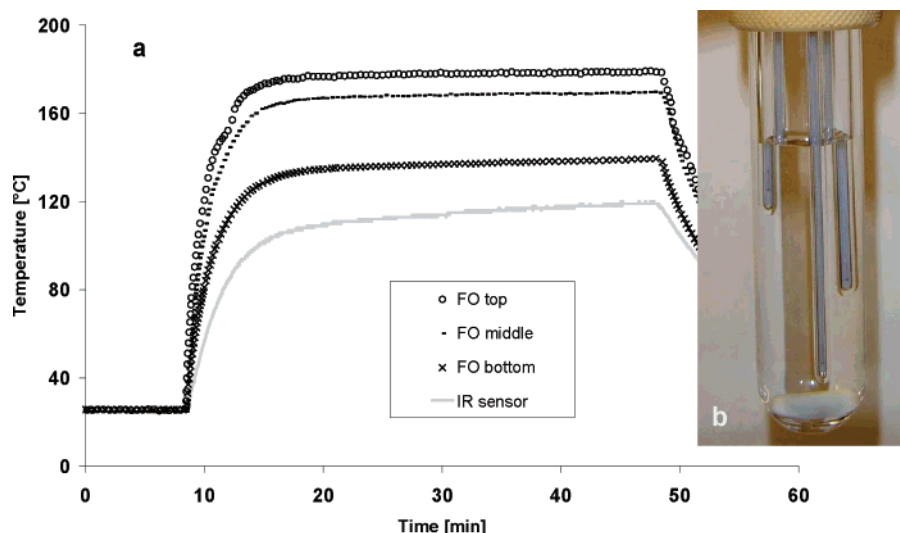 a
Temperature [°C]
200
160
120
80
40
0
0 10 20 30 40 50 60
Time [min]
FO top
FO middle
FO bottom
IR sensor
b